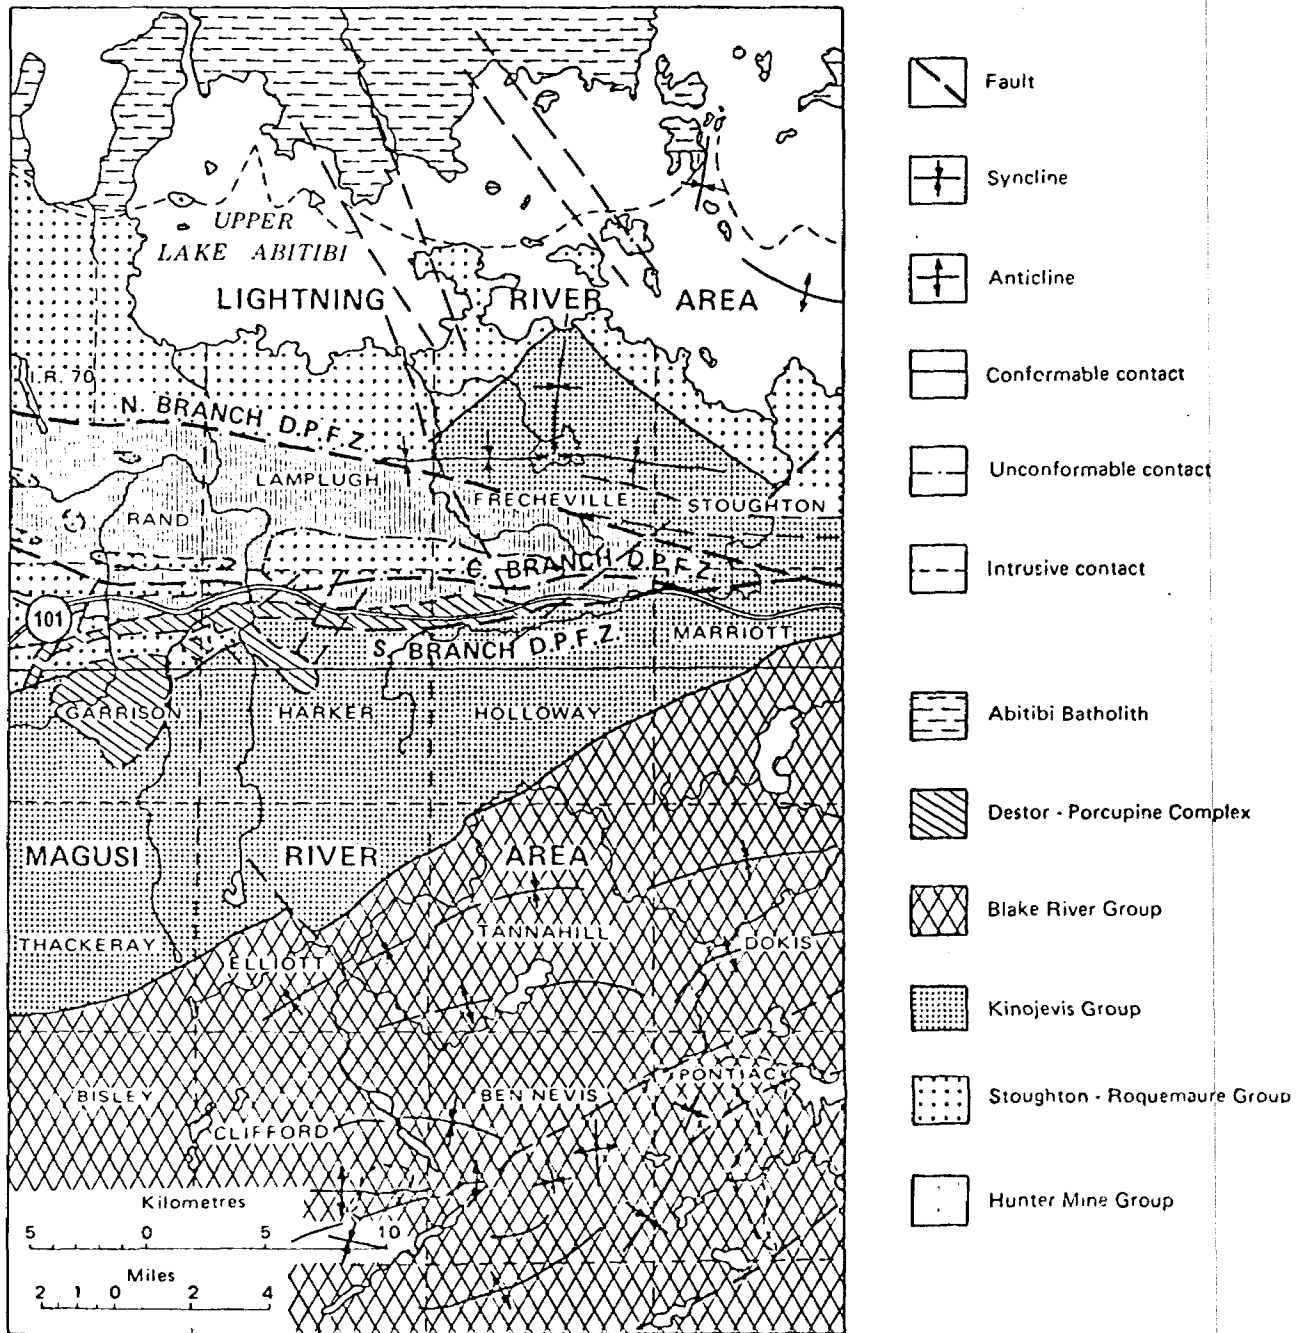 UPPER
LAKE ABITIBI
LIGHTNING RIVER AREA
I.R. 70
N. BRANCH D.P.F.Z.
LAMPLUGH
FRECHEVILLE
STOUGHTON
RAND
C. BRANCH D.P.F.Z.
101
S. BRANCH D.P.F.Z.
MARRIOTT
GARRISON
HARKER
HOLLOWAY
MAGUSI RIVER AREA
THACKERAY
ELLIOTT
TANNAHILL
DOKIS
BISLEY
CLIFFORD
BEN NEVIS
PONTIACY
Kilometres
5 0 5 10
Miles
2 1 0 2 4
Fault
Syncline
Anticline
Conformable contact
Unconformable contact
Intrusive contact
Abitibi Batholith
Destor - Porcupine Complex
Blake River Group
Kinojevis Group
Stoughton - Roquemaure Group
Hunter Mine Group